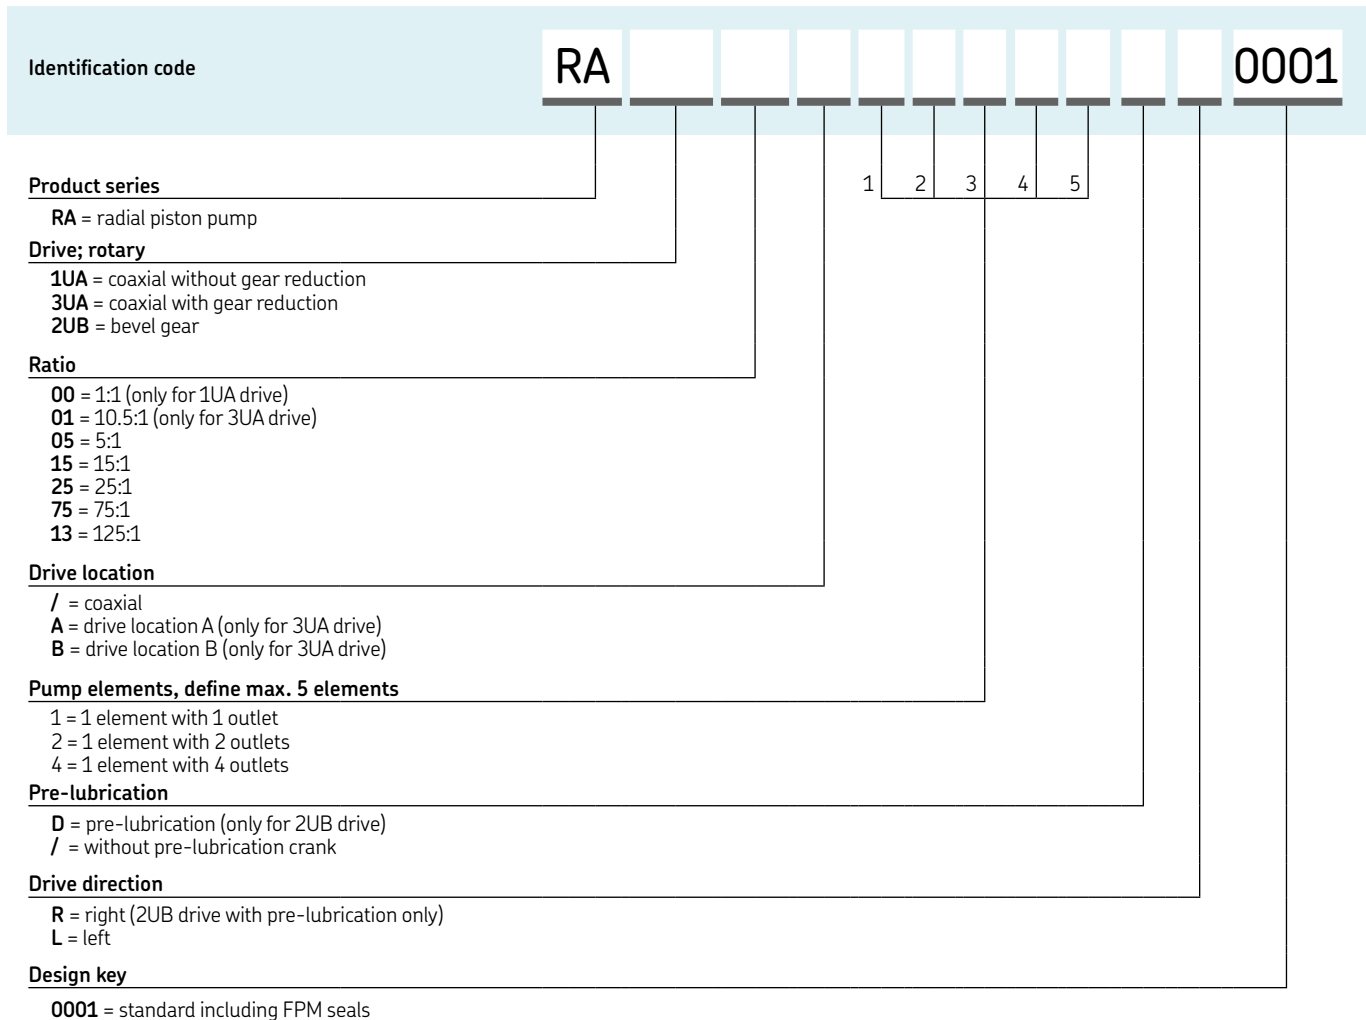 Identification code RA 0001
Product series 1 2 3 4 5
RA = radial piston pump
Drive; rotary
1UA = coaxial without gear reduction
3UA = coaxial with gear reduction
2UB = bevel gear
Ratio
00 = 1:1 (only for 1UA drive)
01 = 10.5:1 (only for 3UA drive)
05 = 5:1
15 = 15:1
25 = 25:1
75 = 75:1
13 = 125:1
Drive location
/ = coaxial
A = drive location A (only for 3UA drive)
B = drive location B (only for 3UA drive)
Pump elements, define max. 5 elements
1 = 1 element with 1 outlet
2 = 1 element with 2 outlets
4 = 1 element with 4 outlets
Pre-lubrication
D = pre-lubrication (only for 2UB drive)
/ = without pre-lubrication crank
Drive direction
R = right (2UB drive with pre-lubrication only)
L = left
Design key
0001 = standard including FPM seals